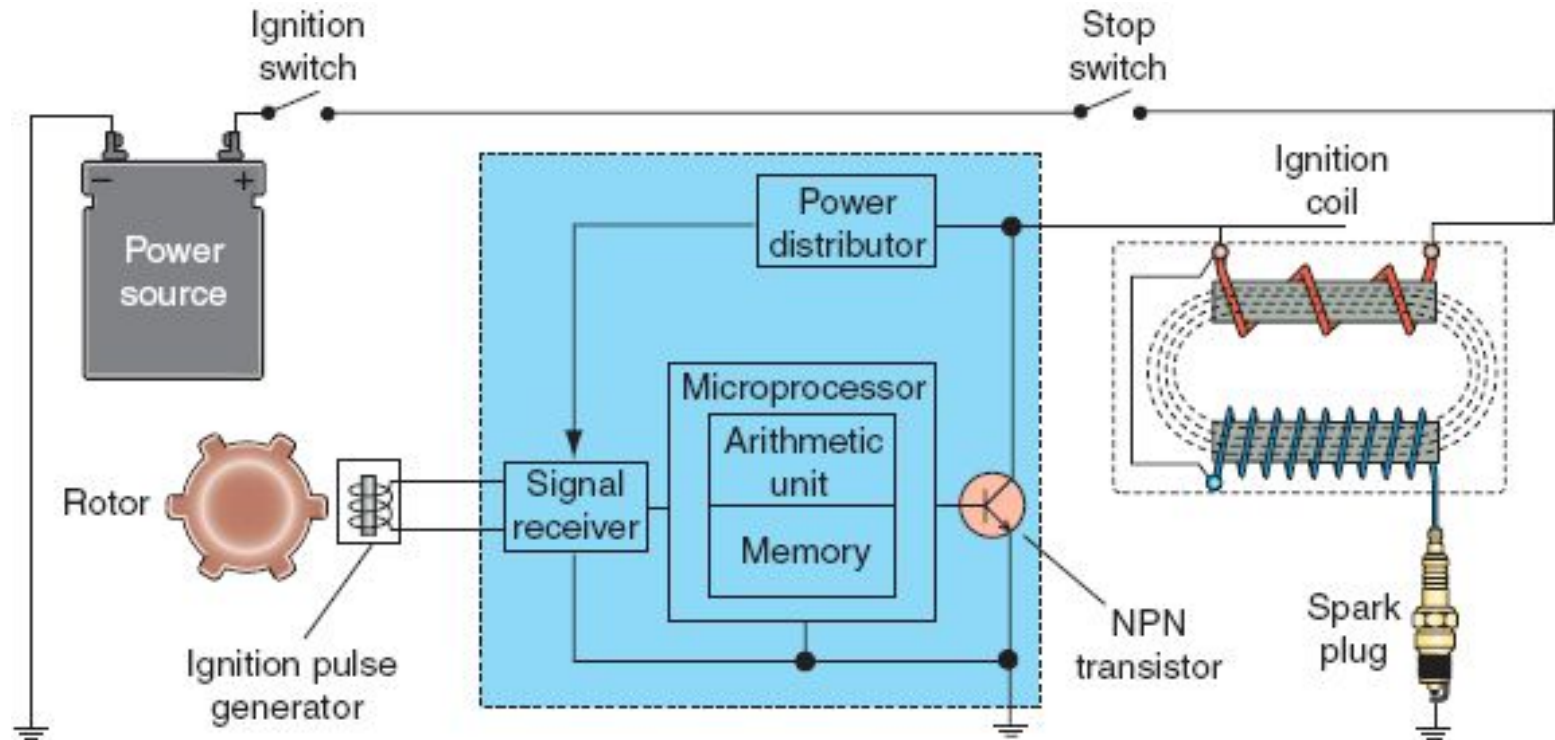 Ignition
switch
Stop
switch
Ignition
coil
− +
Power
source
Power
distributor
Microprocessor
Arithmetic
unit
Memory
Signal
receiver
Rotor
Ignition pulse
generator
NPN
transistor
Spark
plug